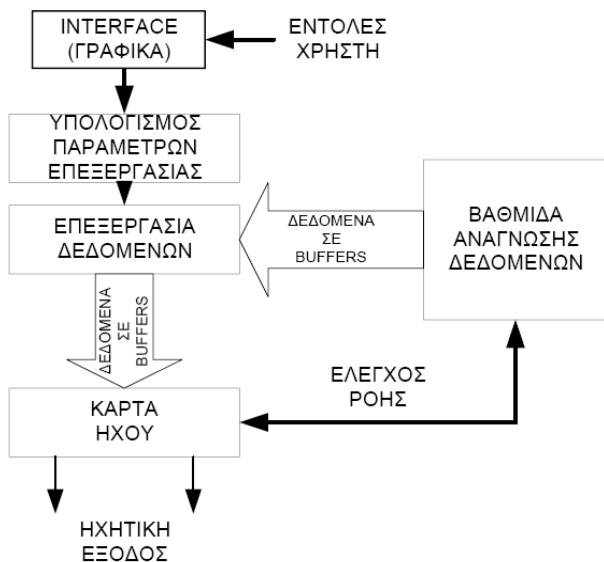 INTERFACE
(ΓΡΑΦΙΚΑ)
ΕΝΤΟΛΕΣ
ΧΡΗΣΤΗ
ΥΠΟΛΟΓΙΣΜΟΣ
ΠΑΡΑΜΕΤΡΩΝ
ΕΠΕΞΕΡΓΑΣΙΑΣ
ΕΠΕΞΕΡΓΑΣΙΑ
ΔΕΔΟΜΕΝΩΝ
ΔΕΔΟΜΕΝΑ
ΣΕ
BUFFERS
ΒΑΘΜΙΔΑ
ΑΝΑΓΝΩΣΗΣ
ΔΕΔΟΜΕΝΩΝ
ΔΕΔΟΜΕΝΑ
ΣΕ
BUFFERS
ΕΛΕΓΧΟΣ
ΡΟΗΣ
ΚΑΡΤΑ
ΗΧΟΥ
ΗΧΗΤΙΚΗ
ΕΞΟΔΟΣ